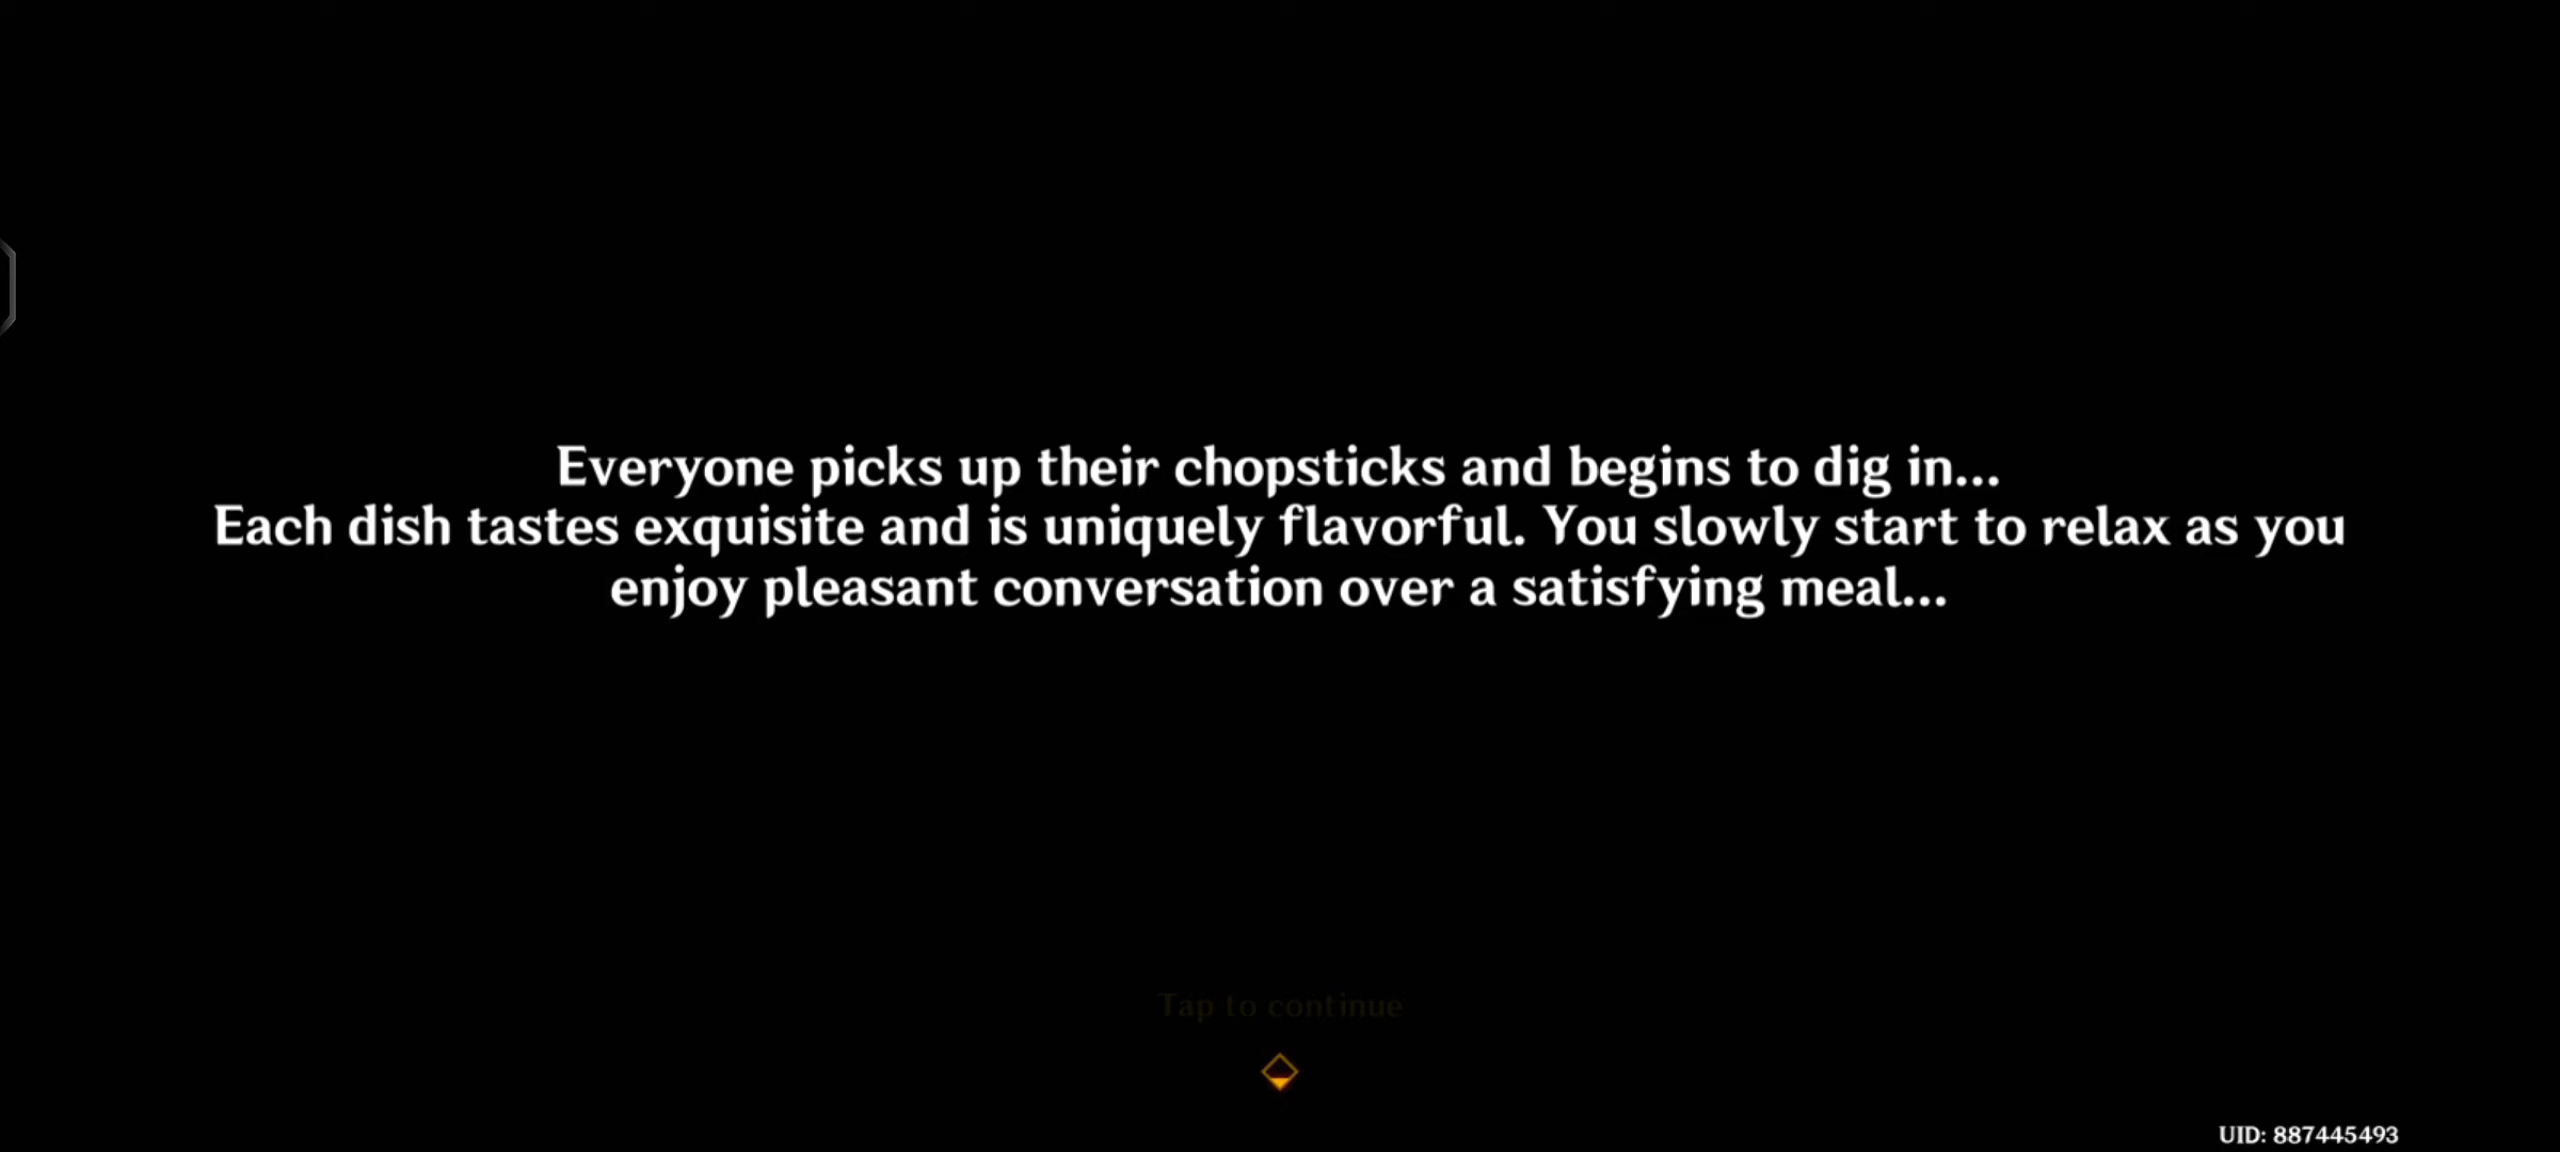 Everyone picks up their chopsticks and begins to dig in...
Each dish tastes exquisite and is uniquely flavorful. You slowly start to relax as you
enjoy pleasant conversation over a satisfying meal...
Tap to continue
UID: 887445493